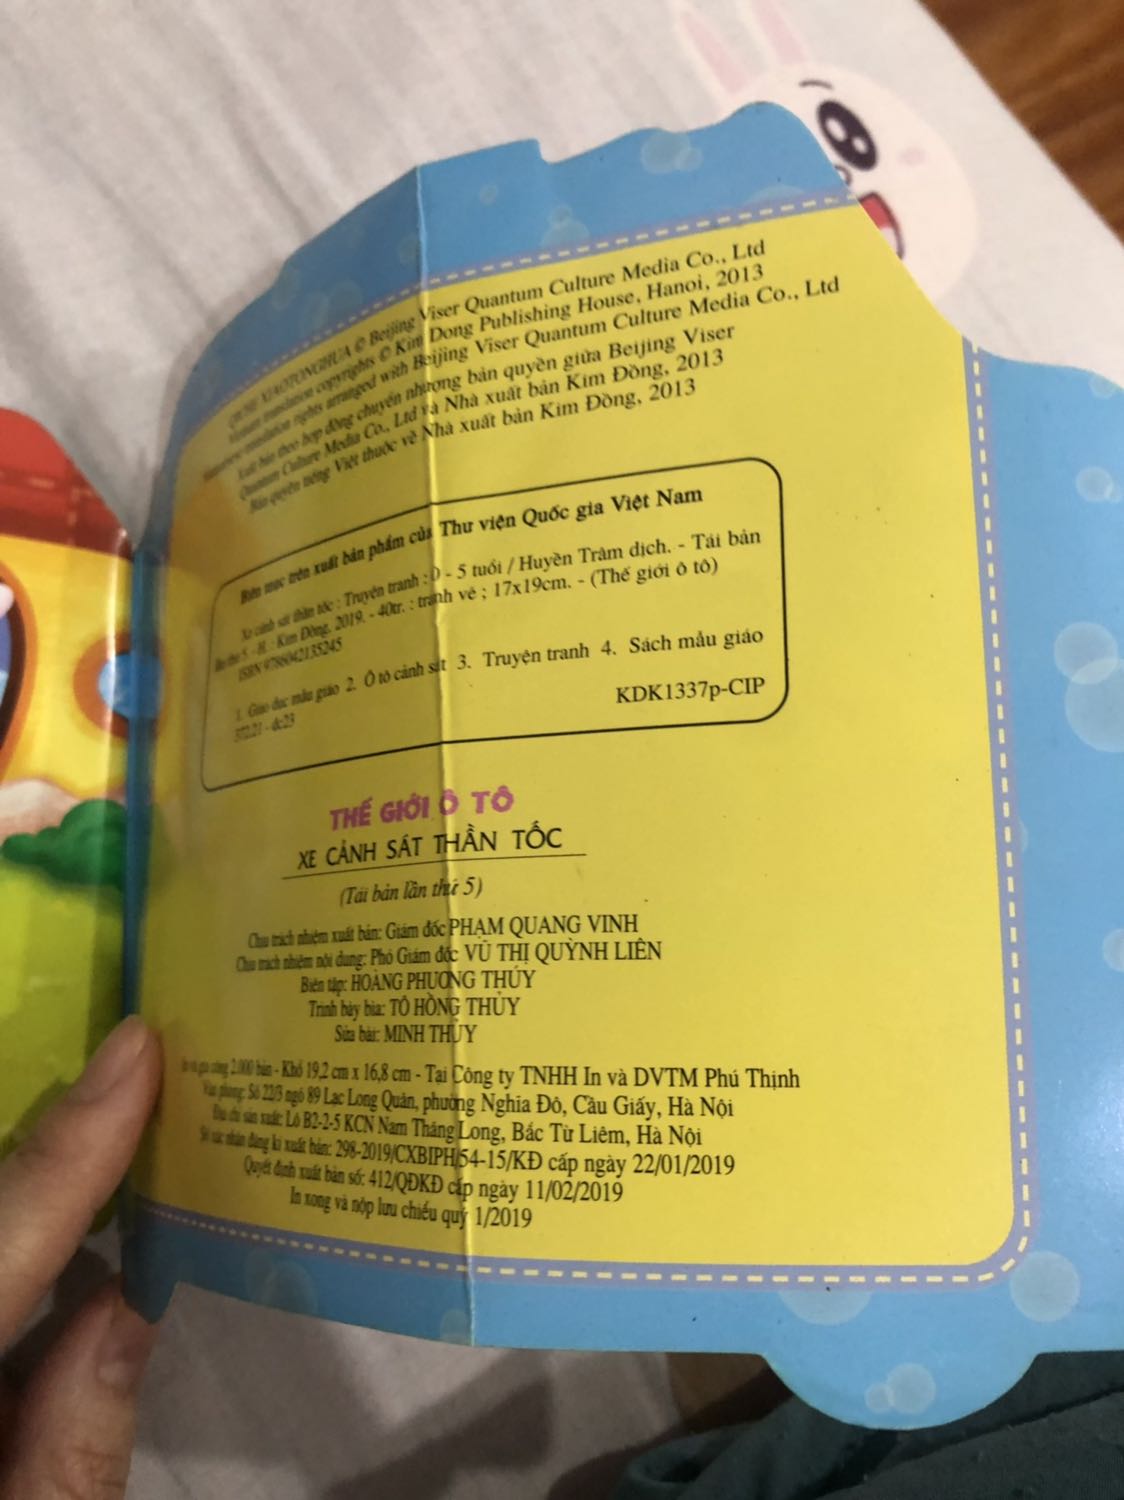 QICHE XIAOTONGHUA © Beijing Viser Quantum Culture Media Co., Ltd
Vietnam translation copyrights © Kim Dong Publishing House, Hanoi, 2013
Vietnamese translation rights arranged with Beijing Viser Quantum Culture Media Co., Ltd
Xuất bản theo hợp đồng chuyển nhượng bản quyền giữa Beijing Viser
Quantum Culture Media Co., Ltd và Nhà xuất bản Kim Đồng, 2013
Bản quyền tiếng Việt thuộc về Nhà xuất bản Kim Đồng, 2013
Biên mục trên xuất bản phẩm của Thư viện Quốc gia Việt Nam
Xe cảnh sát thần tốc : Truyện tranh : 0 - 5 tuổi / Huyền Trâm dịch. - Tái bản
lần thứ 5. - H. : Kim Đồng, 2019. - 40tr. : tranh vẽ ; 17x19cm. - (Thế giới ô tô)
ISBN 9786042135245
1. Giáo dục mẫu giáo 2. Ô tô cảnh sát 3. Truyện tranh 4. Sách mẫu giáo
372.21 - dc23
KDK1337p-CIP
THẾ GIỚI Ô TÔ
XE CẢNH SÁT THẦN TỐC
(Tái bản lần thứ 5)
Chịu trách nhiệm xuất bản: Giám đốc PHẠM QUANG VINH
Chịu trách nhiệm nội dung: Phó Giám đốc VŨ THỊ QUỲNH LIÊN
Biên tập: HOÀNG PHƯƠNG THÚY
Trình bày bìa: TÔ HỒNG THỦY
Sửa bài: MINH THỦY
In và gia công 2.000 bản - Khổ 19,2 cm x 16,8 cm - Tại Công ty TNHH In và DVTM Phú Thịnh
Văn phòng: Số 22/3 ngõ 89 Lạc Long Quân, phường Nghĩa Đô, Cầu Giấy, Hà Nội
Địa chỉ sản xuất: Lô B2-2-5 KCN Nam Thăng Long, Bắc Từ Liêm, Hà Nội
Số xác nhận đăng kí xuất bản: 298-2019/CXBIPH/54-15/KĐ cấp ngày 22/01/2019
Quyết định xuất bản số: 412/QĐKĐ cấp ngày 11/02/2019
In xong và nộp lưu chiểu quý 1/2019